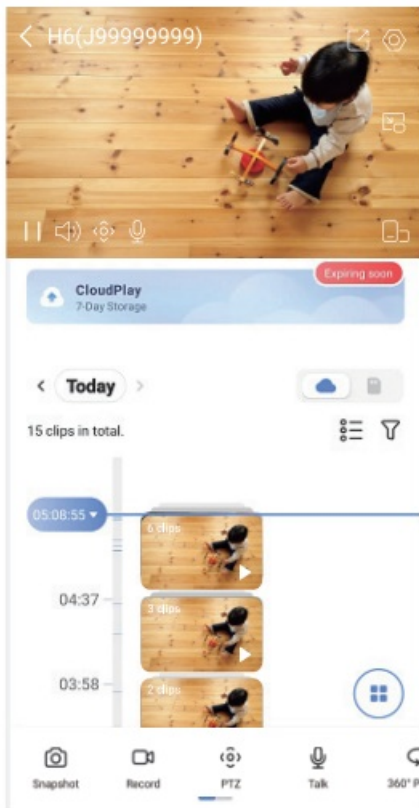 H6(J99999999)
Expiring soon
CloudPlay
7-Day Storage
Today
15 clips in total.
05:08:55
6 clips
04:37
3 clips
03:58
2 clips
Snapshot
Record
PTZ
Talk
360° P